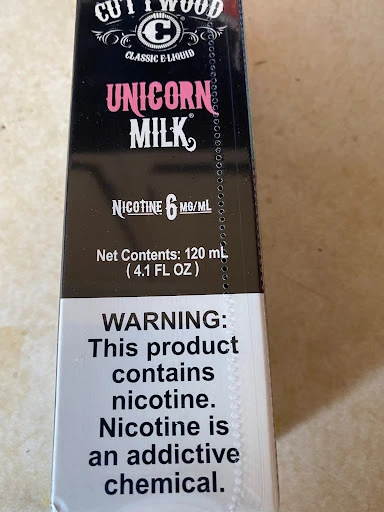 CUTTWOOD
C
CLASSIC E-LIQUID
UNICORN
MILK®
NICOTINE 6 MG/ML
Net Contents: 120 mL
( 4.1 FL OZ )
WARNING:
This product
contains
nicotine.
Nicotine is
an addictive
chemical.